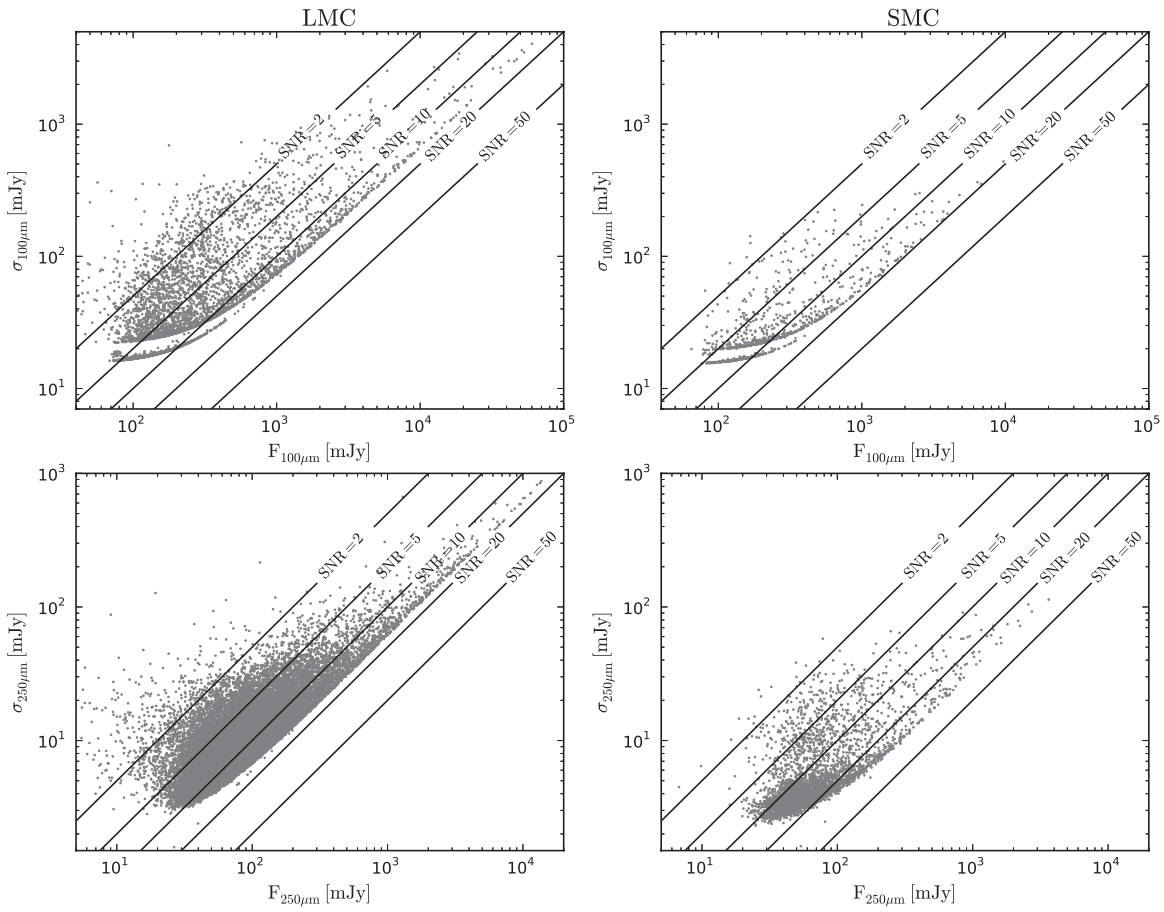 LMC
SMC
10³
10²
10¹
σ₁₀₀μm [mJy]
SNR=2
SNR=5
SNR=10
SNR=20
SNR=50
10² 10³ 10⁴ 10⁵
F₁₀₀μm [mJy]
10³
10²
10¹
σ₁₀₀μm [mJy]
SNR=2
SNR=5
SNR=10
SNR=20
SNR=50
10² 10³ 10⁴ 10⁵
F₁₀₀μm [mJy]
10³
10²
10¹
σ₂₅₀μm [mJy]
SNR=2
SNR=5
SNR=10
SNR=20
SNR=50
10¹ 10² 10³ 10⁴
F₂₅₀μm [mJy]
10³
10²
10¹
σ₂₅₀μm [mJy]
SNR=2
SNR=5
SNR=10
SNR=20
SNR=50
10¹ 10² 10³ 10⁴
F₂₅₀μm [mJy]